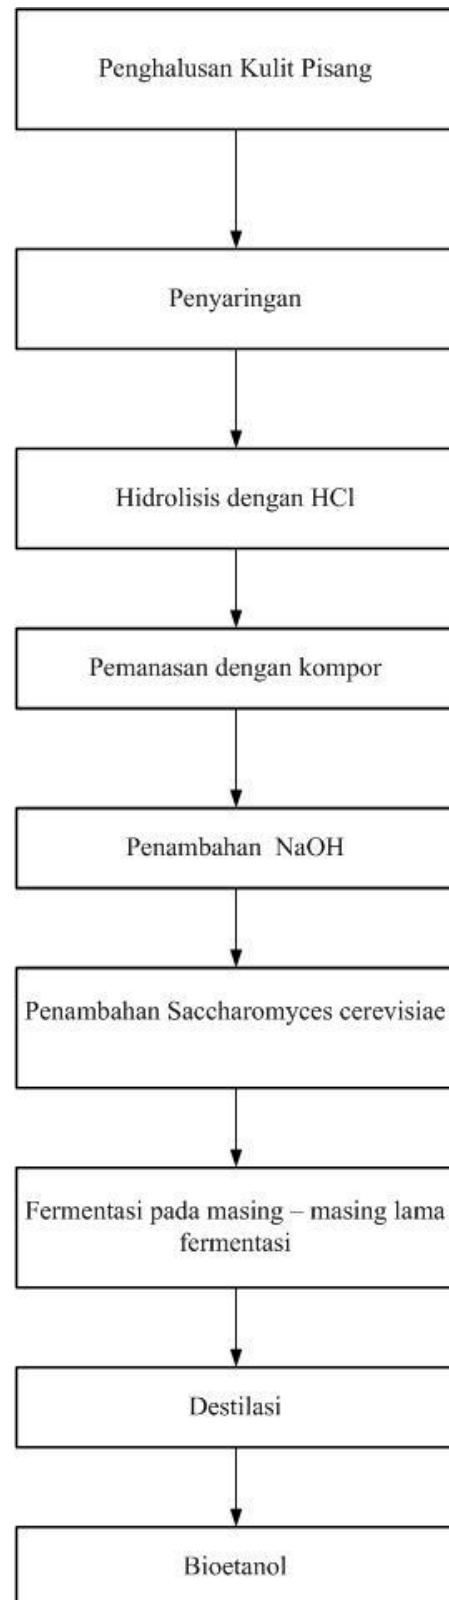 Penghalusan Kulit Pisang
Penyaringan
Hidrolisis dengan HCl
Pemanasan dengan kompor
Penambahan NaOH
Penambahan Saccharomyces cerevisiae
Fermentasi pada masing – masing lama
fermentasi
Destilasi
Bioetanol